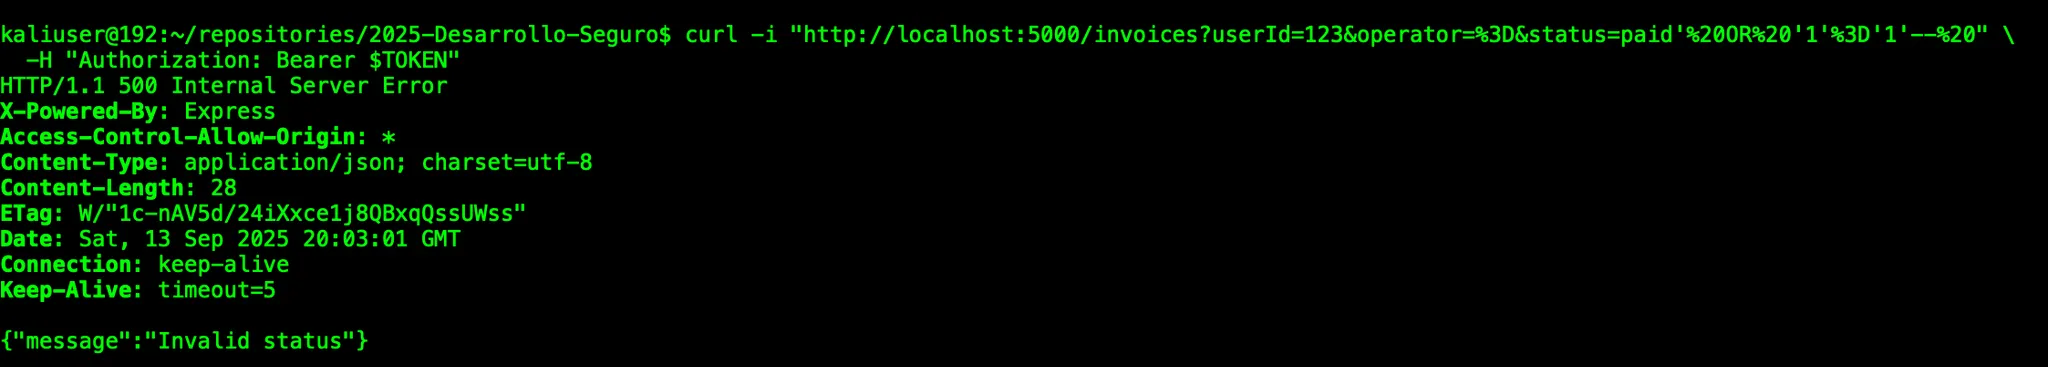 kaliuser@192:~/repositories/2025-Desarrollo-Seguro$ curl -i "http://localhost:5000/invoices?userId=123&operator=%3D&status=paid'%20OR%20'1'%3D'1'--%20" \
  -H "Authorization: Bearer $TOKEN"
HTTP/1.1 500 Internal Server Error
X-Powered-By: Express
Access-Control-Allow-Origin: *
Content-Type: application/json; charset=utf-8
Content-Length: 28
ETag: W/"1c-nAV5d/24iXxce1j8QBxqQssUWss"
Date: Sat, 13 Sep 2025 20:03:01 GMT
Connection: keep-alive
Keep-Alive: timeout=5

{"message":"Invalid status"}